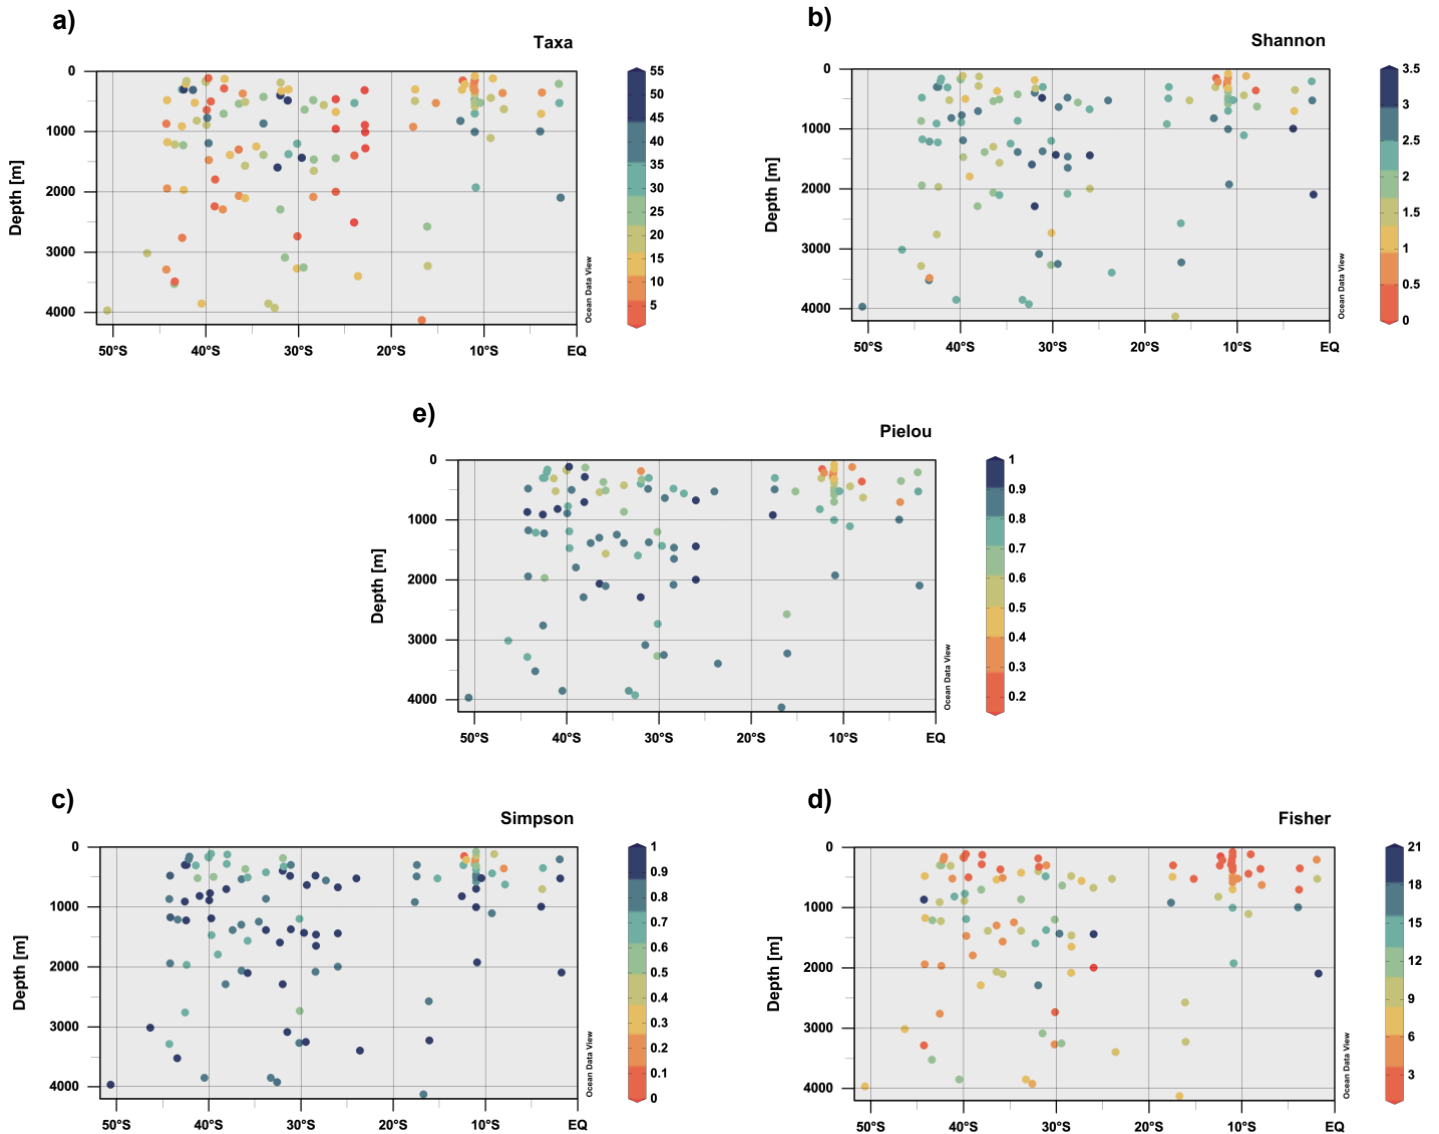 a)
Taxa
0
1000
2000
3000
4000
Depth [m]
50°S
40°S
30°S
20°S
10°S
EQ
Ocean Data View
55
50
45
40
35
30
25
20
15
10
5
b)
Shannon
0
1000
2000
3000
4000
Depth [m]
50°S
40°S
30°S
20°S
10°S
EQ
Ocean Data View
3.5
3
2.5
2
1.5
1
0.5
0
e)
Pielou
0
1000
2000
3000
4000
Depth [m]
50°S
40°S
30°S
20°S
10°S
EQ
Ocean Data View
1
0.9
0.8
0.7
0.6
0.5
0.4
0.3
0.2
c)
Simpson
0
1000
2000
3000
4000
Depth [m]
50°S
40°S
30°S
20°S
10°S
EQ
Ocean Data View
1
0.9
0.8
0.7
0.6
0.5
0.4
0.3
0.2
0.1
0
d)
Fisher
0
1000
2000
3000
4000
Depth [m]
50°S
40°S
30°S
20°S
10°S
EQ
Ocean Data View
21
18
15
12
9
6
3